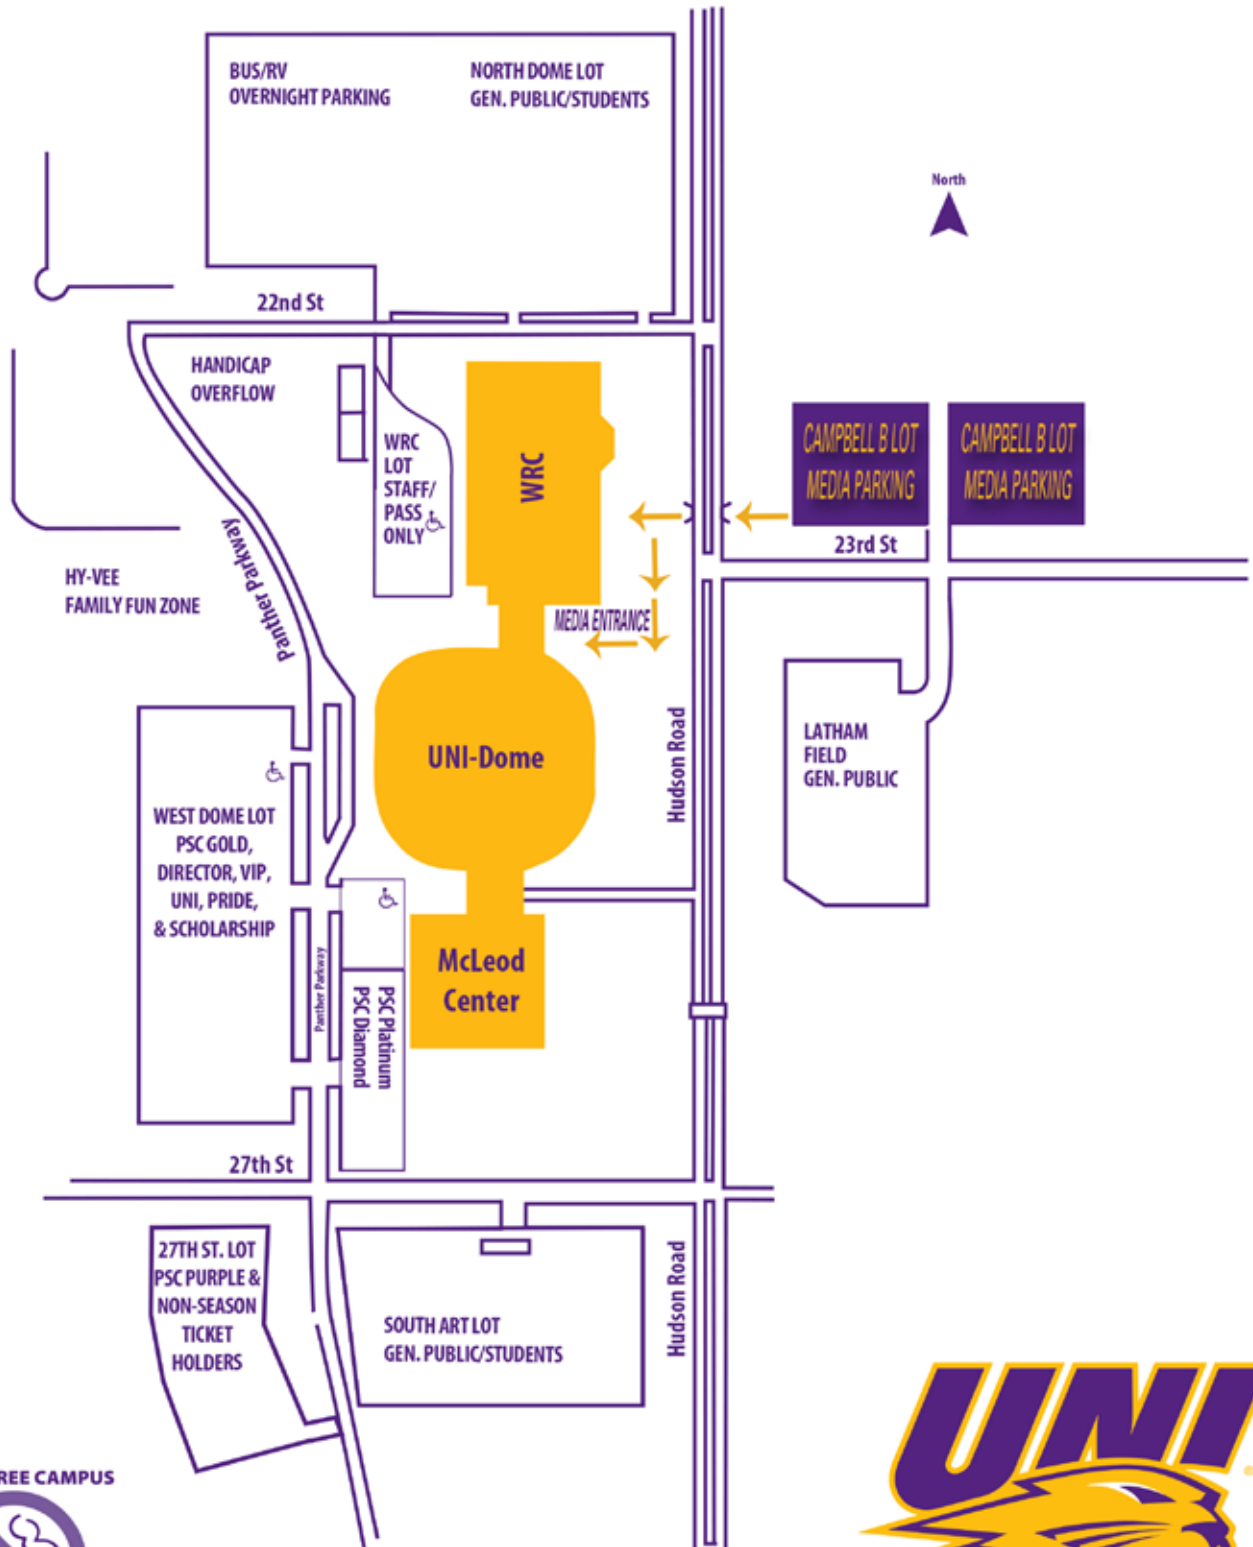 BUS/RV
OVERNIGHT PARKING
NORTH DOME LOT
GEN. PUBLIC/STUDENTS
North
22nd St
HANDICAP
OVERFLOW
WRC
LOT
STAFF/
PASS
ONLY
WRC
CAMPBELL B LOT
MEDIA PARKING
CAMPBELL B LOT
MEDIA PARKING
23rd St
Panther Parkway
HY-VEE
FAMILY FUN ZONE
MEDIA ENTRANCE
UNI-Dome
Hudson Road
LATHAM
FIELD
GEN. PUBLIC
WEST DOME LOT
PSC GOLD,
DIRECTOR, VIP,
UNI, PRIDE,
& SCHOLARSHIP
Panther Parkway
PSC Platinum
PSC Diamond
McLeod
Center
27th St
27TH ST. LOT
PSC PURPLE &
NON-SEASON
TICKET
HOLDERS
SOUTH ART LOT
GEN. PUBLIC/STUDENTS
Hudson Road
UNI
REE CAMPUS